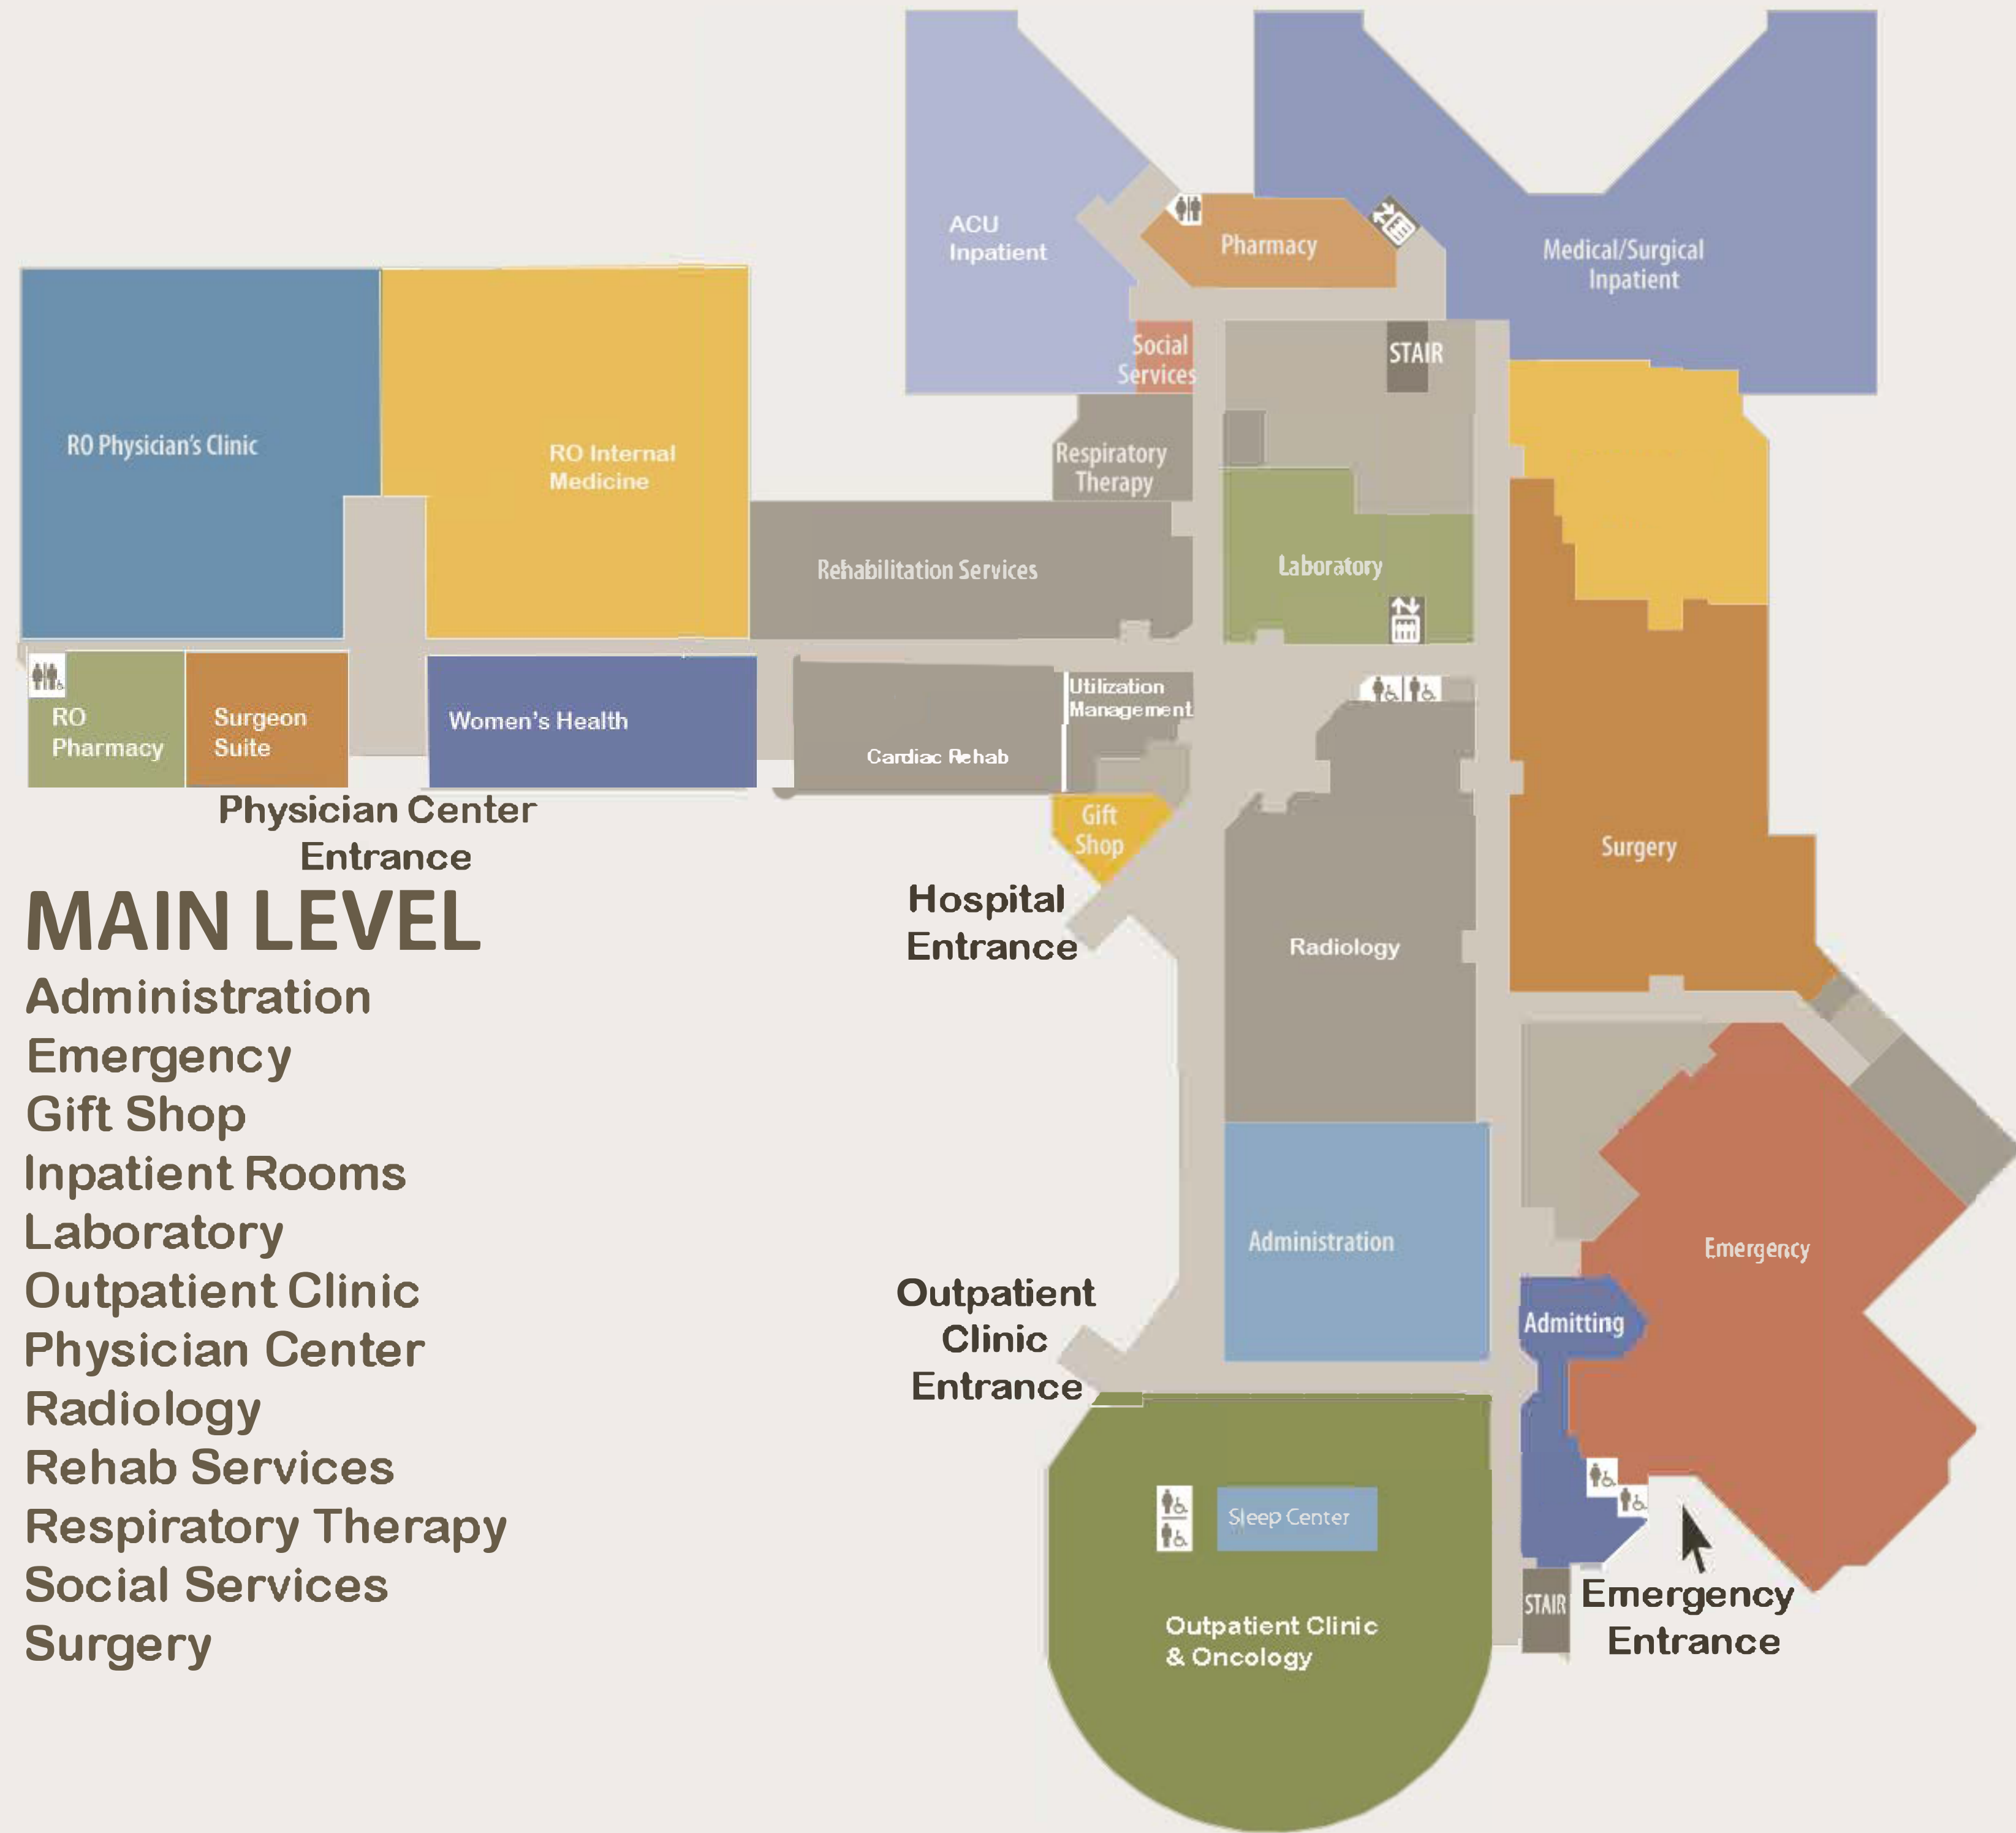 ACU
Inpatient
Pharmacy
Medical/Surgical
Inpatient
Social
Services
STAIR
RO Physician's Clinic
RO Internal
Medicine
Respiratory
Therapy
Rehabilitation Services
Laboratory
RO
Pharmacy
Surgeon
Suite
Women's Health
Cardiac Rehab
Utilization
Management
Gift
Shop
Surgery
Physician Center
Entrance
Hospital
Entrance
Radiology
MAIN LEVEL
Administration
Emergency
Gift Shop
Inpatient Rooms
Laboratory
Outpatient Clinic
Physician Center
Radiology
Rehab Services
Respiratory Therapy
Social Services
Surgery
Administration
Emergency
Outpatient
Clinic
Entrance
Admitting
Sleep Center
Outpatient Clinic
& Oncology
STAIR
Emergency
Entrance